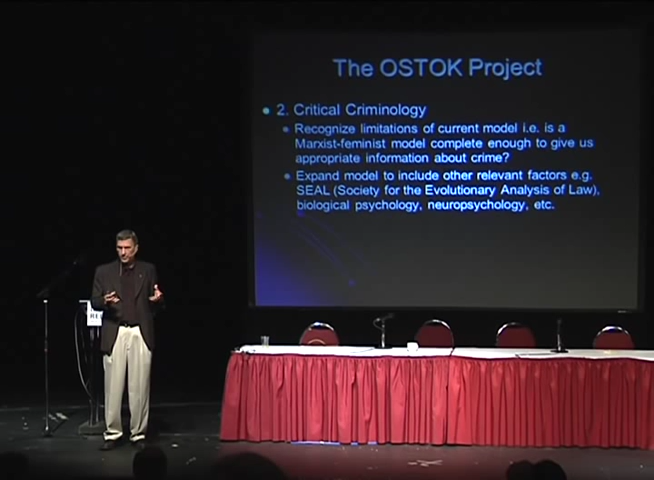 The OSTOK Project
2. Critical Criminology
Recognize limitations of current model i.e. is a
Marxist-feminist model complete enough to give us
appropriate information about crime?
Expand model to include other relevant factors e.g.
SEAL (Society for the Evolutionary Analysis of Law),
biological psychology, neuropsychology, etc.